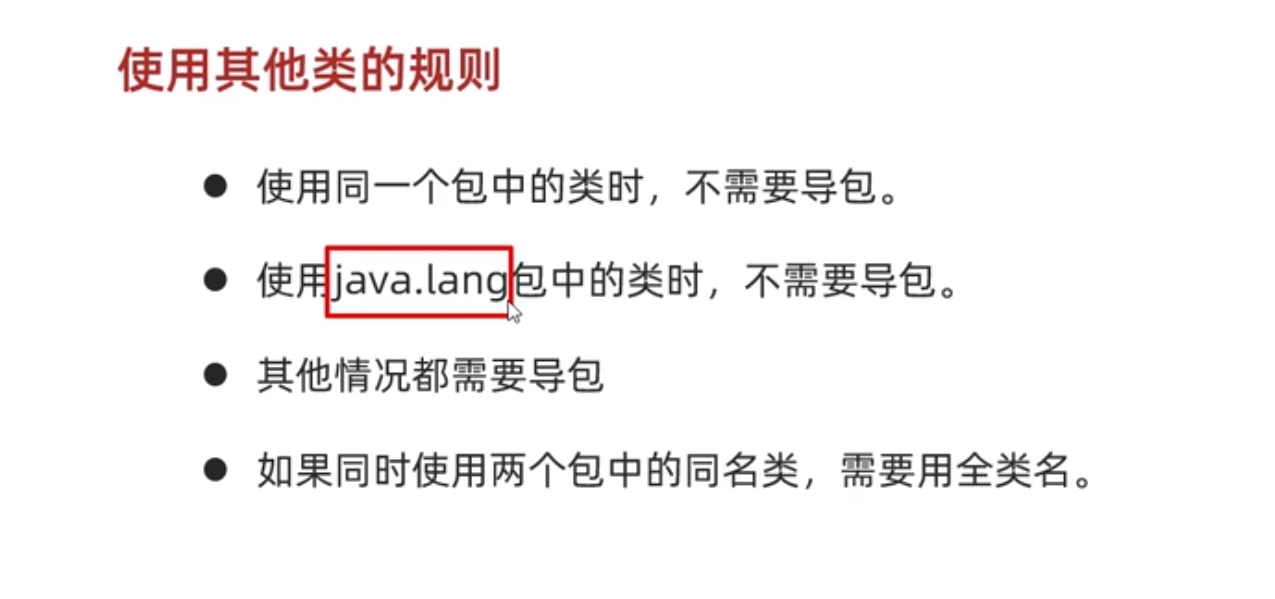 使用其他类的规则
● 使用同一个包中的类时，不需要导包。
● 使用java.lang包中的类时，不需要导包。
● 其他情况都需要导包
● 如果同时使用两个包中的同名类，需要用全类名。